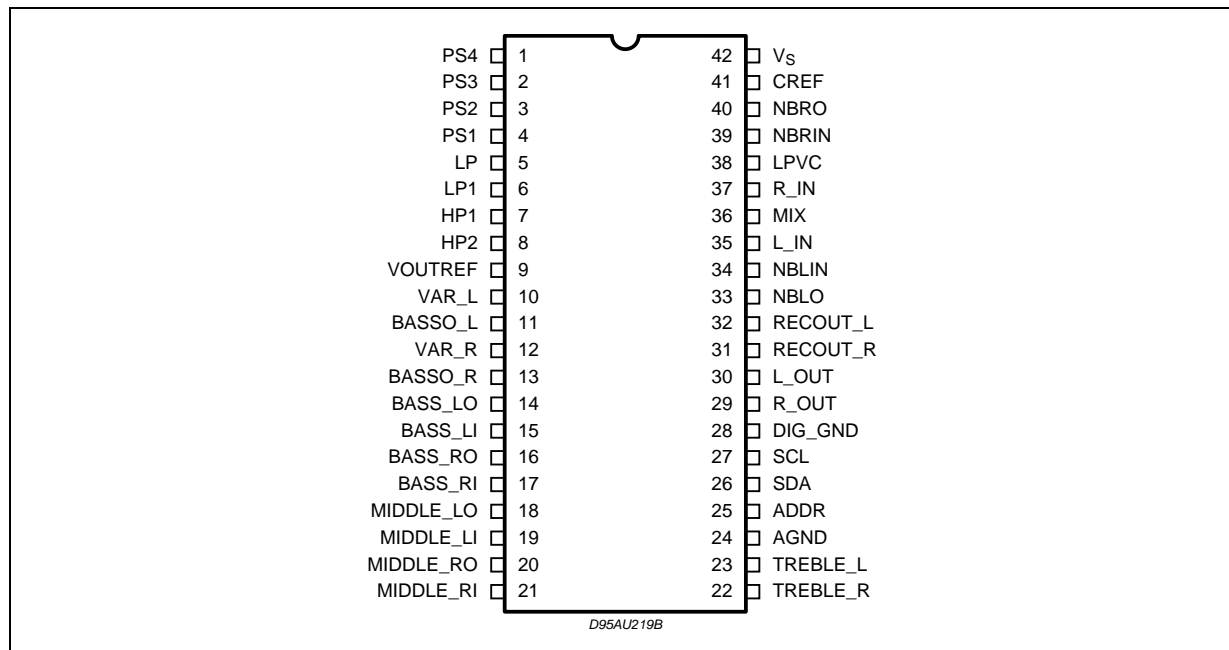 PS4 1 42 VS
PS3 2 41 CREF
PS2 3 40 NBRO
PS1 4 39 NBRIN
LP 5 38 LPVC
LP1 6 37 R_IN
HP1 7 36 MIX
HP2 8 35 L_IN
VOUTREF 9 34 NBLIN
VAR_L 10 33 NBLO
BASSO_L 11 32 RECOUT_L
VAR_R 12 31 RECOUT_R
BASSO_R 13 30 L_OUT
BASS_LO 14 29 R_OUT
BASS_LI 15 28 DIG_GND
BASS_RO 16 27 SCL
BASS_RI 17 26 SDA
MIDDLE_LO 18 25 ADDR
MIDDLE_LI 19 24 AGND
MIDDLE_RO 20 23 TREBLE_L
MIDDLE_RI 21 22 TREBLE_R
D95AU219B